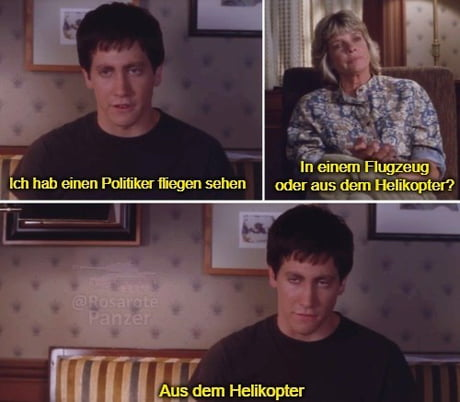 Ich hab einen Politiker fliegen sehen
In einem Flugzeug
oder aus dem Helikopter?
@Rosarote
Panzer
Aus dem Helikopter